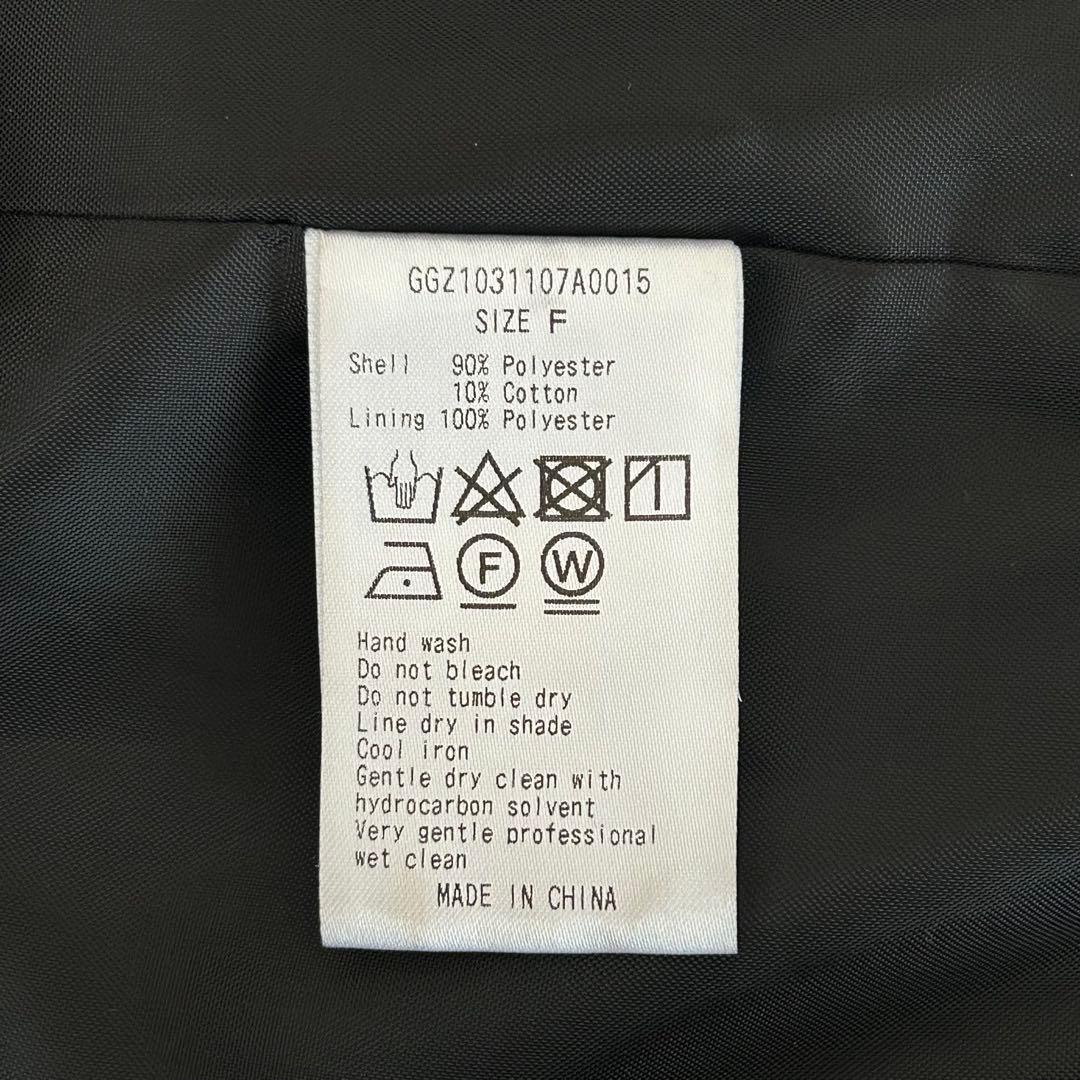 GGZ1031107A0015
SIZE F
Shell 90% Polyester
10% Cotton
Lining 100% Polyester
F W
Hand wash
Do not bleach
Do not tumble dry
Line dry in shade
Cool iron
Gentle dry clean with
hydrocarbon solvent
Very gentle professional
wet clean
MADE IN CHINA